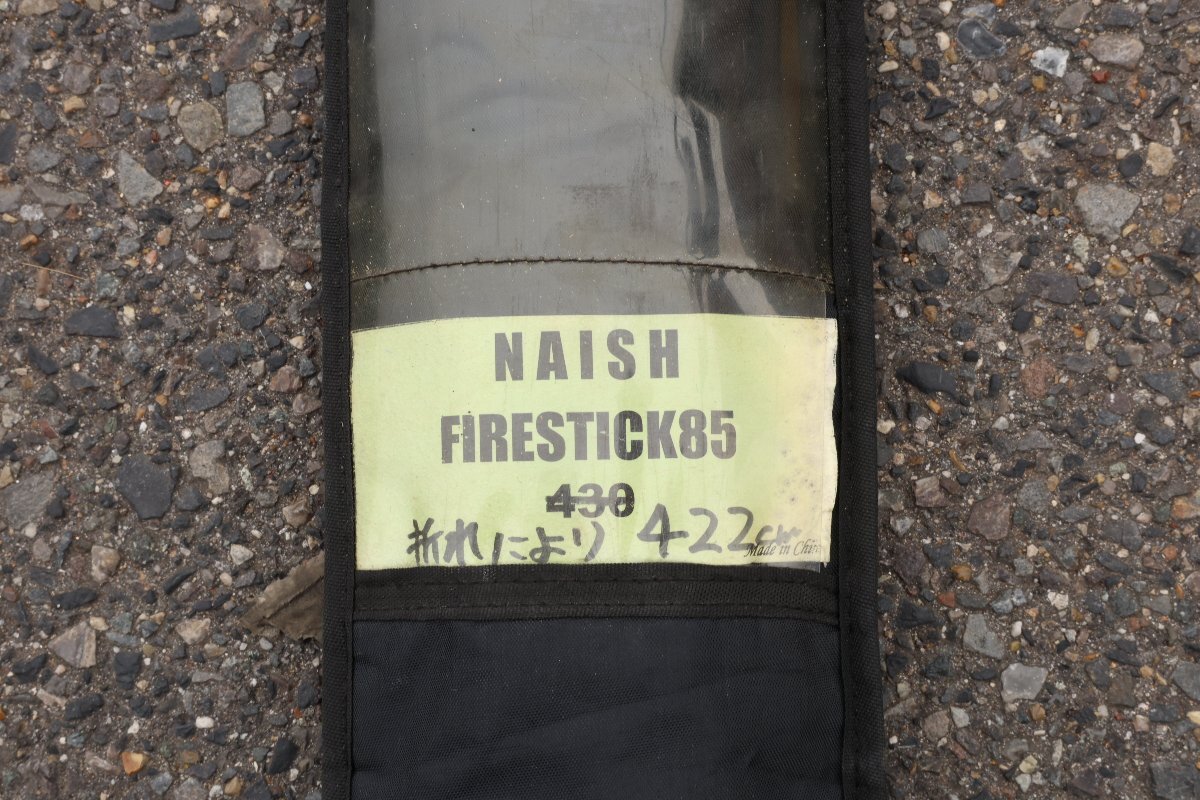 NAISH
FIRESTICK85
430
折れにより 422cm
Made in China